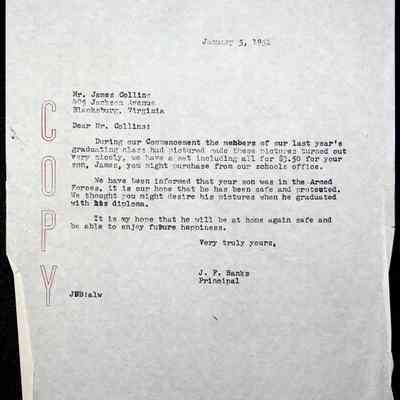 January 5, 1952
Mr. James Collins
405 Jackson Avenue
Blacksburg, Virginia
Dear Mr. Collins:
During our Commencement the members of our last year's
graduating class had pictured made these pictures turned out
very nicely, we have a set including all for $3.50 for your
son, James, you might purchase from our schools office.
We have been informed that your son was in the Armed
Forces, it is our hope that he has been safe and protested.
We thought you might desire his pictures when he graduated
with his diploma.
It is my hope that he will be at home again safe and
be able to enjoy future happiness.
Very truly yours,
J. F. Banks
Principal
JNB:alw
COPY